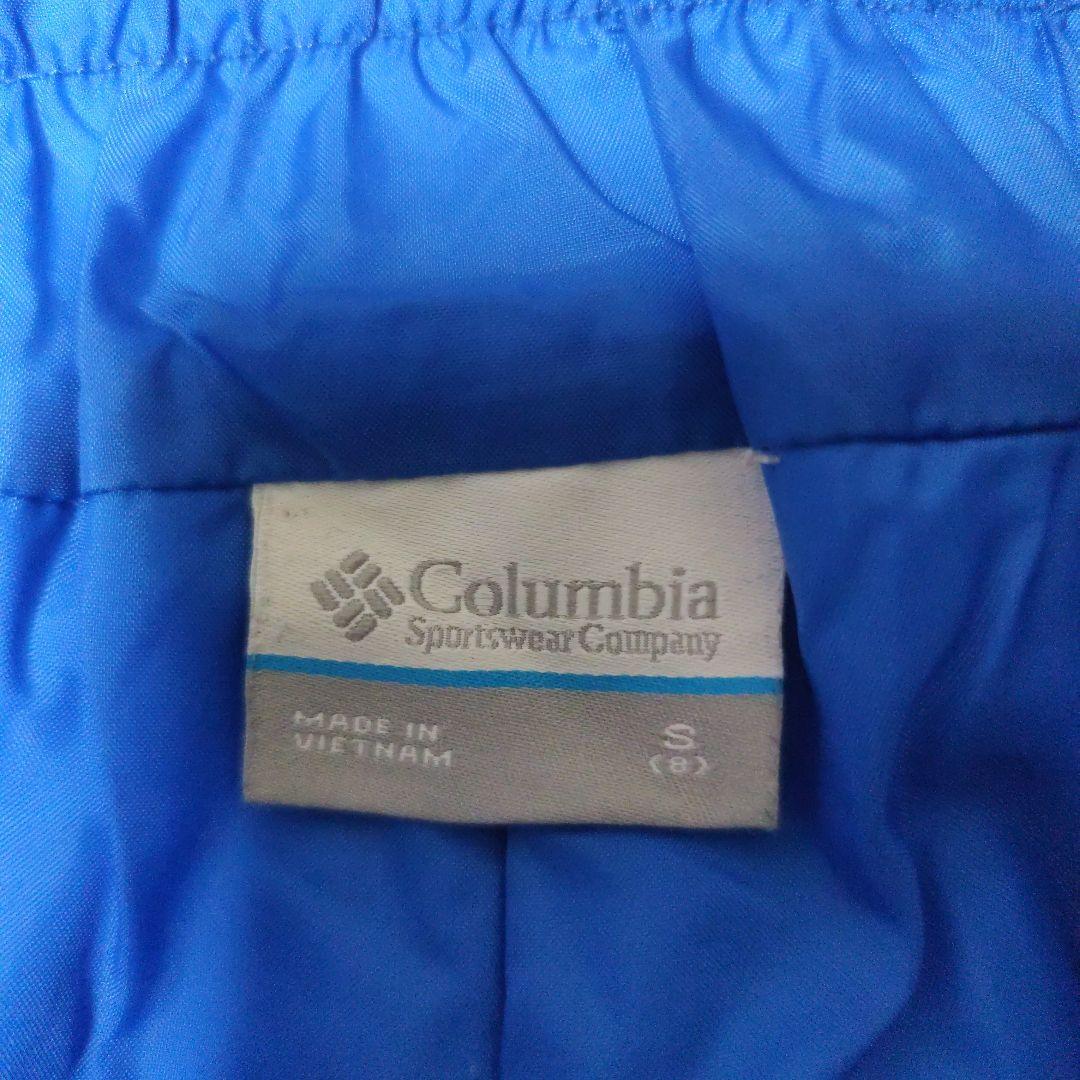 Columbia
Sportswear Company
MADE IN
VIETNAM
S
(8)